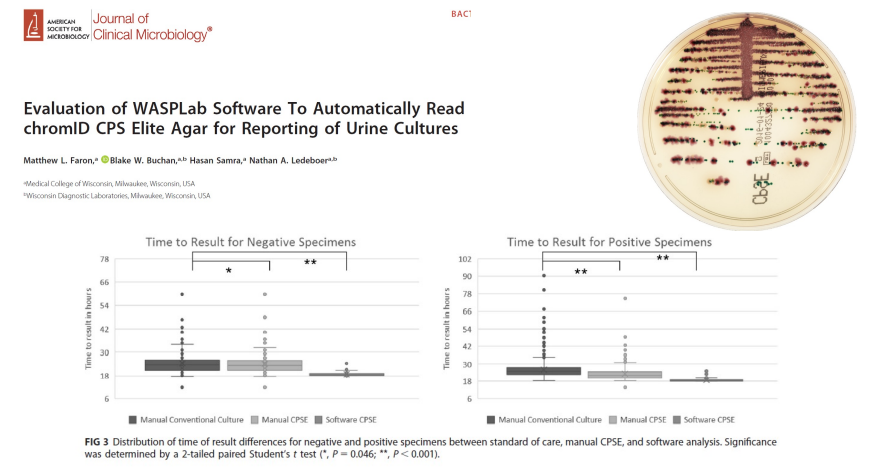 AMERICAN
SOCIETY FOR
MICROBIOLOGY
Journal of
Clinical Microbiology®
BACT
Evaluation of WASPLab Software To Automatically Read
chromID CPS Elite Agar for Reporting of Urine Cultures
Matthew L. Faron,a Blake W. Buchan,a,b Hasan Samra,a Nathan A. Ledeboera,b
aMedical College of Wisconsin, Milwaukee, Wisconsin, USA
bWisconsin Diagnostic Laboratories, Milwaukee, Wisconsin, USA
CPSE
Time to Result for Negative Specimens
Time to result in hours
78
66
54
42
30
18
6
*
**
Manual Conventional Culture
Manual CPSE
Software CPSE
Time to Result for Positive Specimens
Time to result in hours
102
90
78
66
54
42
30
18
6
**
**
Manual Conventional Culture
Manual CPSE
Software CPSE
FIG 3 Distribution of time of result differences for negative and positive specimens between standard of care, manual CPSE, and software analysis. Significance
was determined by a 2-tailed paired Student's t test (*, P = 0.046; **, P < 0.001).